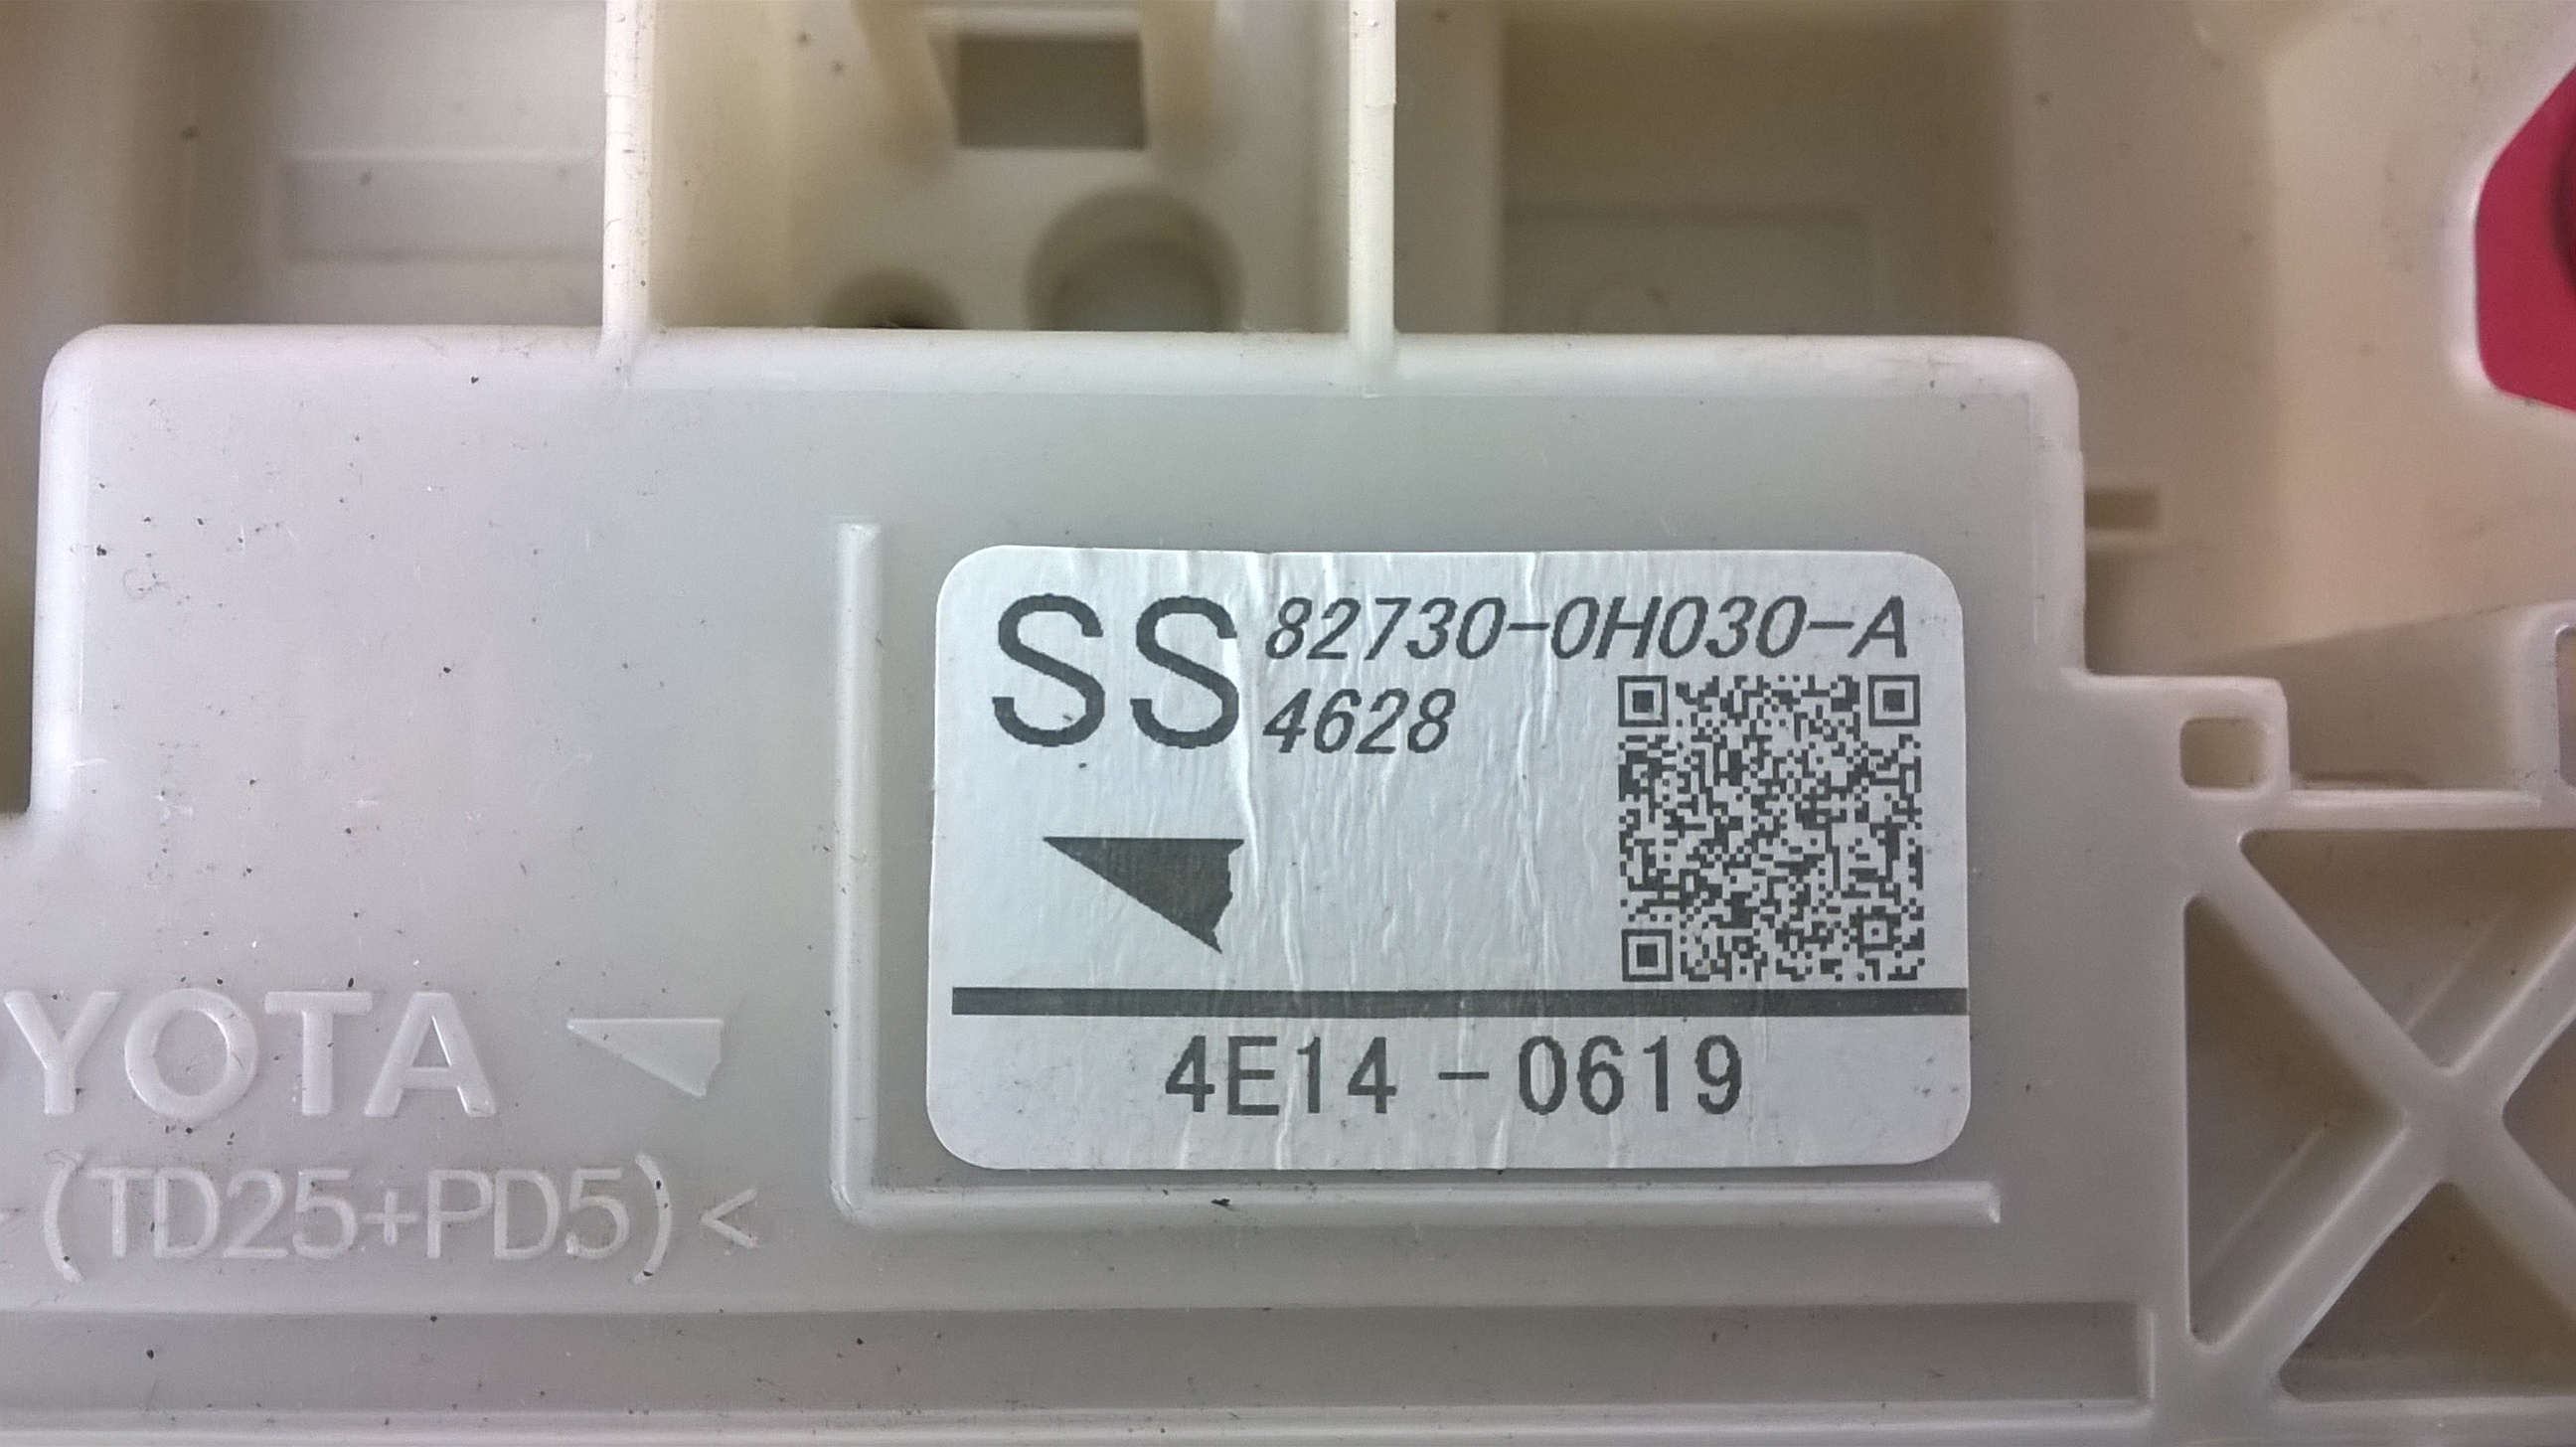 SS 82730-0H030-A
4628
4E14-0619
YOTA
(TD25+PD5)<